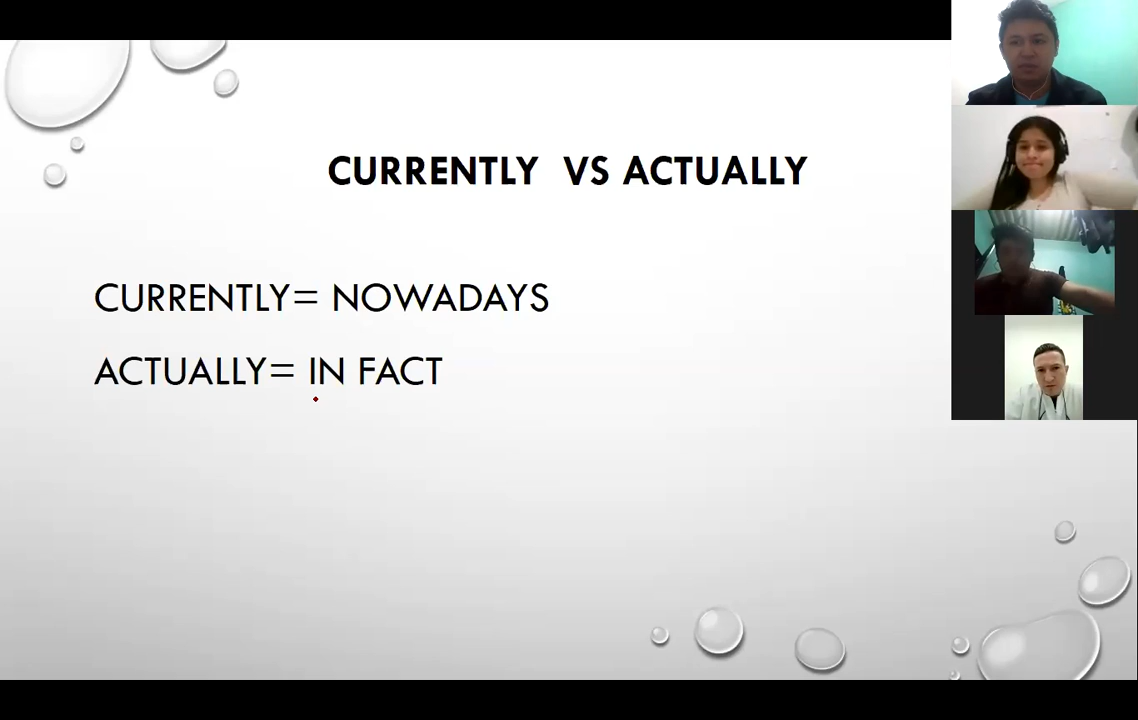 CURRENTLY VS ACTUALLY
CURRENTLY= NOWADAYS
ACTUALLY= IN FACT